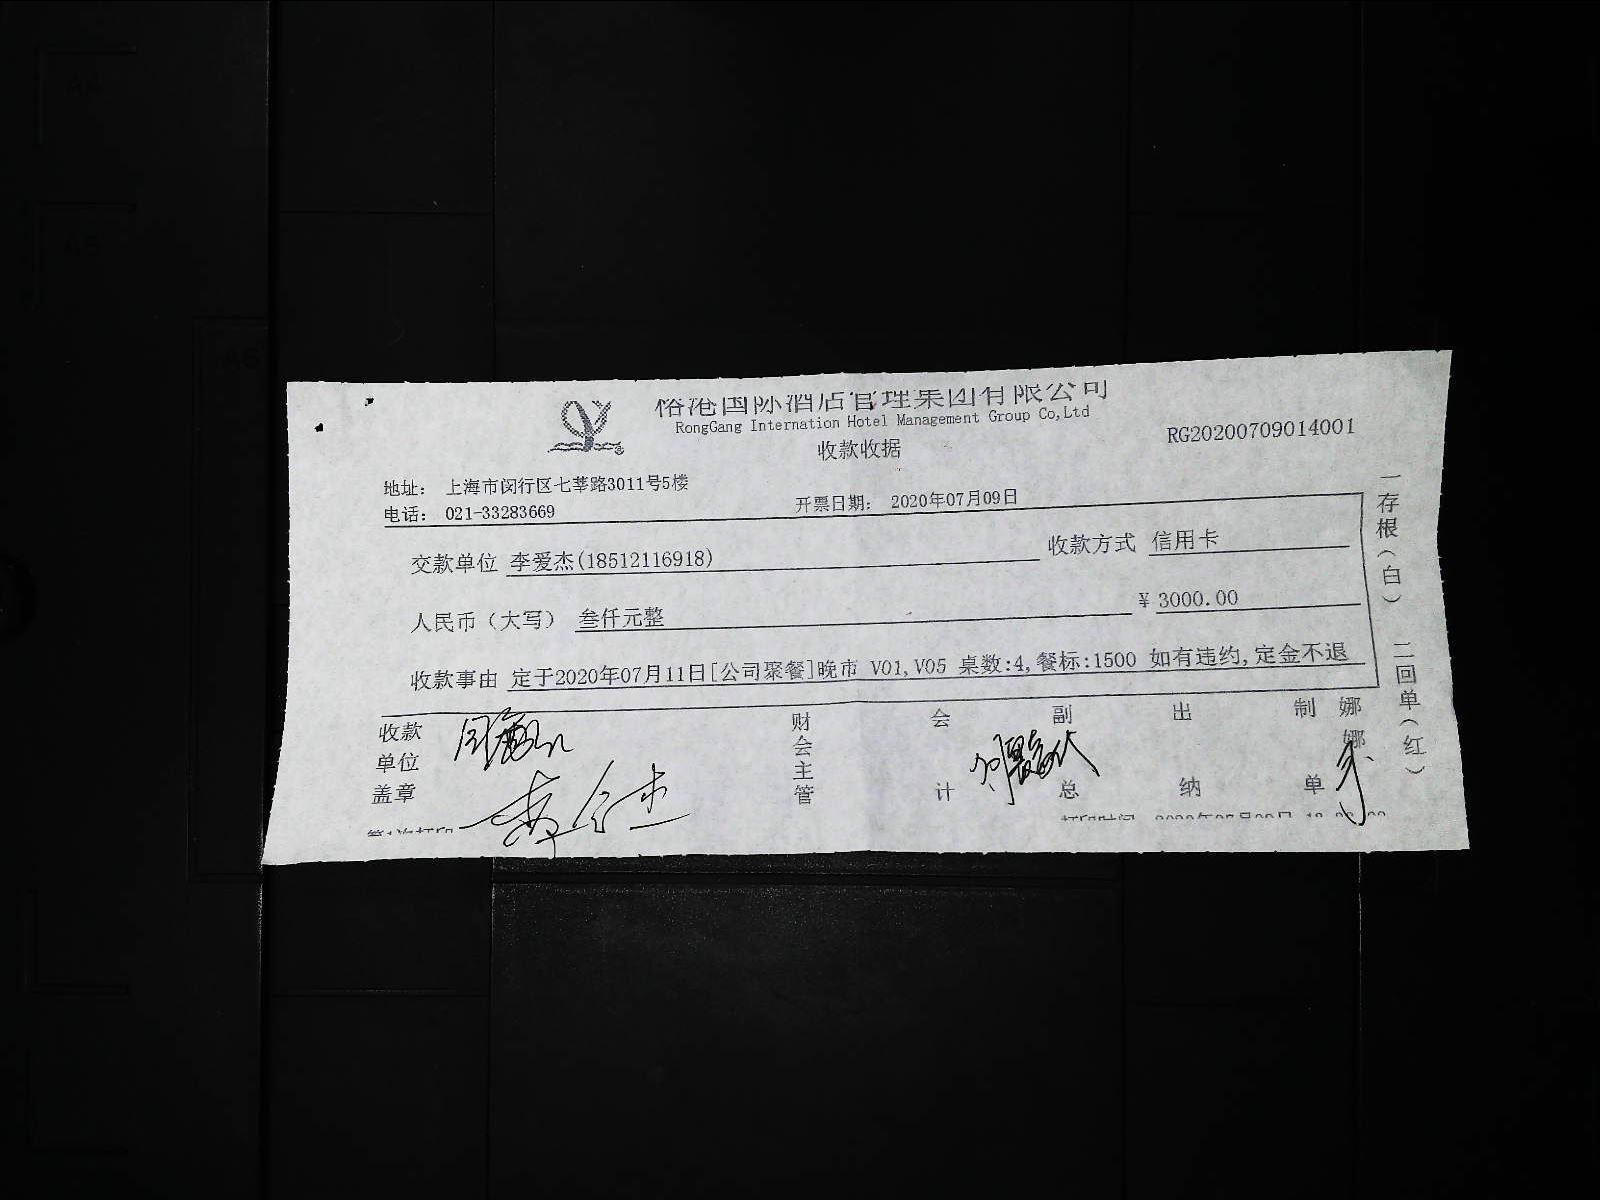 国际酒店管理集团有限公司
RongGang Internation Hotel Management Group Co,Ltd
收款收据
RG20200709014001
地址： 上海市闵行区七莘路3011号5楼
电话： 021-33283669
开票日期： 2020年07月09日
交款单位 李爱杰(18512116918)
收款方式 信用卡
人民币（大写） 叁仟元整
￥3000.00
收款事由 定于2020年07月11日[公司聚餐]晚市 V01,V05 桌数:4,餐标:1500 如有违约,定金不退
收款单位盖章
财会主管
会计
副总
出纳
制单
娜娜
一存根（白） 二回单（红）